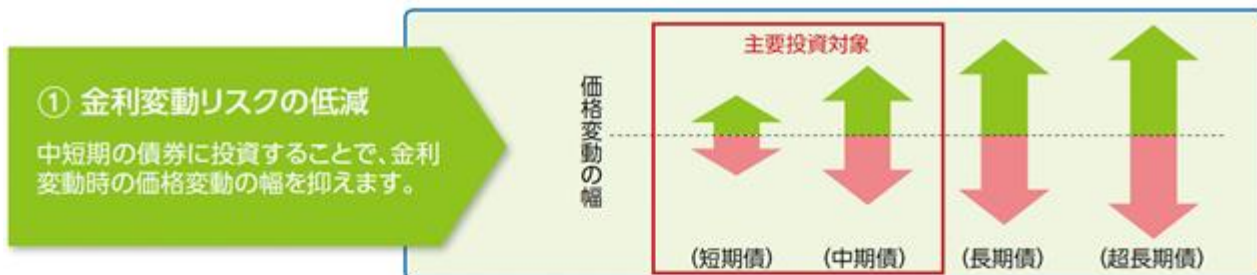 ① 金利変動リスクの低減
中短期の債券に投資することで、金利
変動時の価格変動の幅を抑えます。
主要投資対象
価格変動の幅
(短期債)
(中期債)
(長期債)
(超長期債)